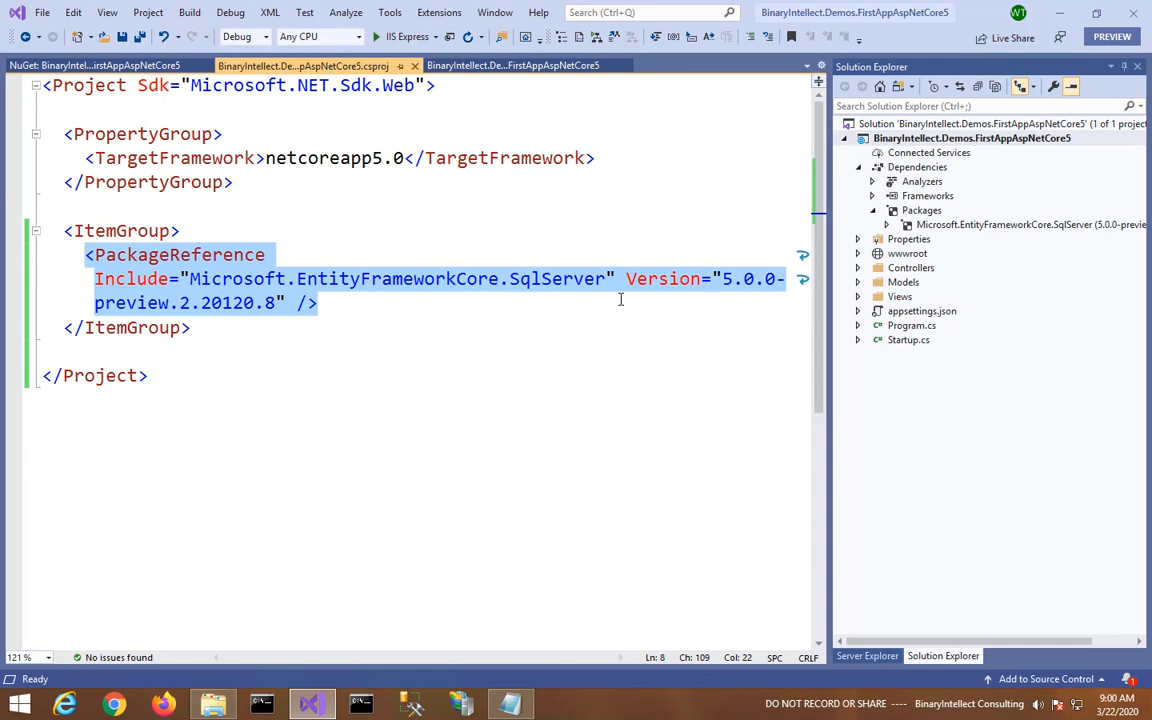 File Edit View Project Build Debug XML Test Analyze Tools Extensions Window Help Search (Ctrl+Q) BinaryIntellect.Demos.FirstAppAspNetCore5 WT
Debug Any CPU IIS Express Live Share PREVIEW
NuGet: BinaryIntel...irstAppAspNetCore5 BinaryIntellect.De...pAspNetCore5.csproj BinaryIntellect.De...FirstAppAspNetCore5
<Project Sdk="Microsoft.NET.Sdk.Web">
<PropertyGroup>
<TargetFramework>netcoreapp5.0</TargetFramework>
</PropertyGroup>
<ItemGroup>
<PackageReference
Include="Microsoft.EntityFrameworkCore.SqlServer" Version="5.0.0-
preview.2.20120.8" />
</ItemGroup>
</Project>
121 % No issues found Ln: 8 Ch: 109 Col: 22 SPC CRLF
Solution Explorer
Search Solution Explorer (Ctrl+;)
Solution 'BinaryIntellect.Demos.FirstAppAspNetCore5' (1 of 1 project
BinaryIntellect.Demos.FirstAppAspNetCore5
Connected Services
Dependencies
Analyzers
Frameworks
Packages
Microsoft.EntityFrameworkCore.SqlServer (5.0.0-previe
Properties
wwwroot
Controllers
Models
Views
appsettings.json
Program.cs
Startup.cs
Server Explorer Solution Explorer
Ready Add to Source Control 1
DO NOT RECORD OR SHARE ---- BinaryIntellect Consulting 9:00 AM
3/22/2020